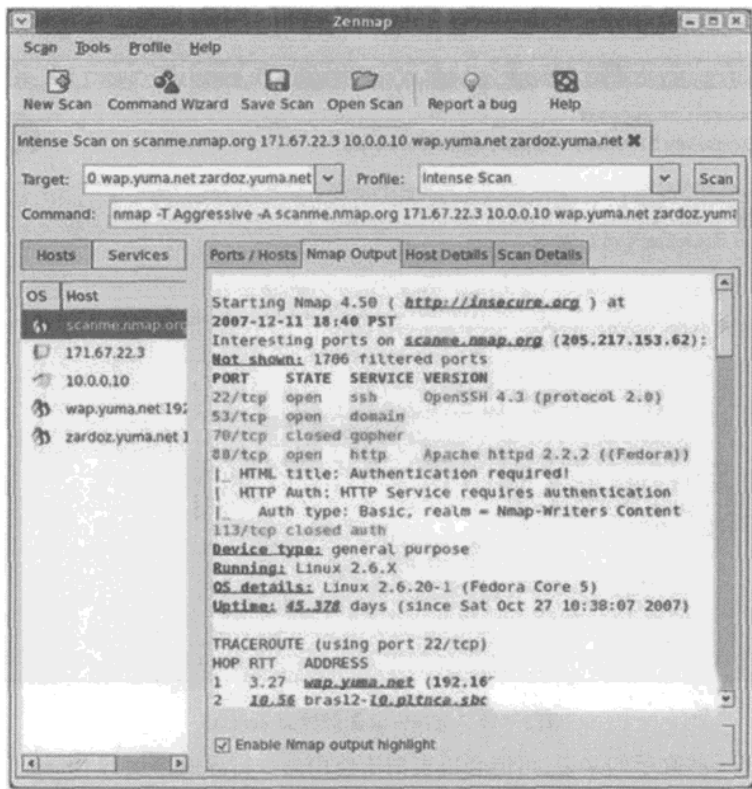 Zenmap
Scan Tools Profile Help
New Scan Command Wizard Save Scan Open Scan Report a bug Help
Intense Scan on scanme.nmap.org 171.67.22.3 10.0.0.10 wap.yuma.net zardoz.yuma.net
Target: .0 wap.yuma.net zardoz.yuma.net Profile: Intense Scan Scan
Command: nmap -T Aggressive -A scanme.nmap.org 171.67.22.3 10.0.0.10 wap.yuma.net zardoz.yuma
Hosts Services
Ports / Hosts Nmap Output Host Details Scan Details
OS Host
scanme.nmap.org
171.67.22.3
10.0.0.10
wap.yuma.net 192
zardoz.yuma.net 1
Starting Nmap 4.50 ( http://insecure.org ) at
2007-12-11 18:40 PST
Interesting ports on scanme.nmap.org (205.217.153.62):
Not shown: 1706 filtered ports
PORT STATE SERVICE VERSION
22/tcp open ssh OpenSSH 4.3 (protocol 2.0)
53/tcp open domain
70/tcp closed gopher
80/tcp open http Apache httpd 2.2.2 ((Fedora))
|_ HTML title: Authentication required!
| HTTP Auth: HTTP Service requires authentication
|_ Auth type: Basic, realm = Nmap-Writers Content
113/tcp closed auth
Device type: general purpose
Running: Linux 2.6.X
OS details: Linux 2.6.20-1 (Fedora Core 5)
Uptime: 45.378 days (since Sat Oct 27 10:38:07 2007)
TRACEROUTE (using port 22/tcp)
HOP RTT ADDRESS
1 3.27 wap.yuma.net (192.16
2 10.56 bras12-l0.pltnca.sbc
Enable Nmap output highlight